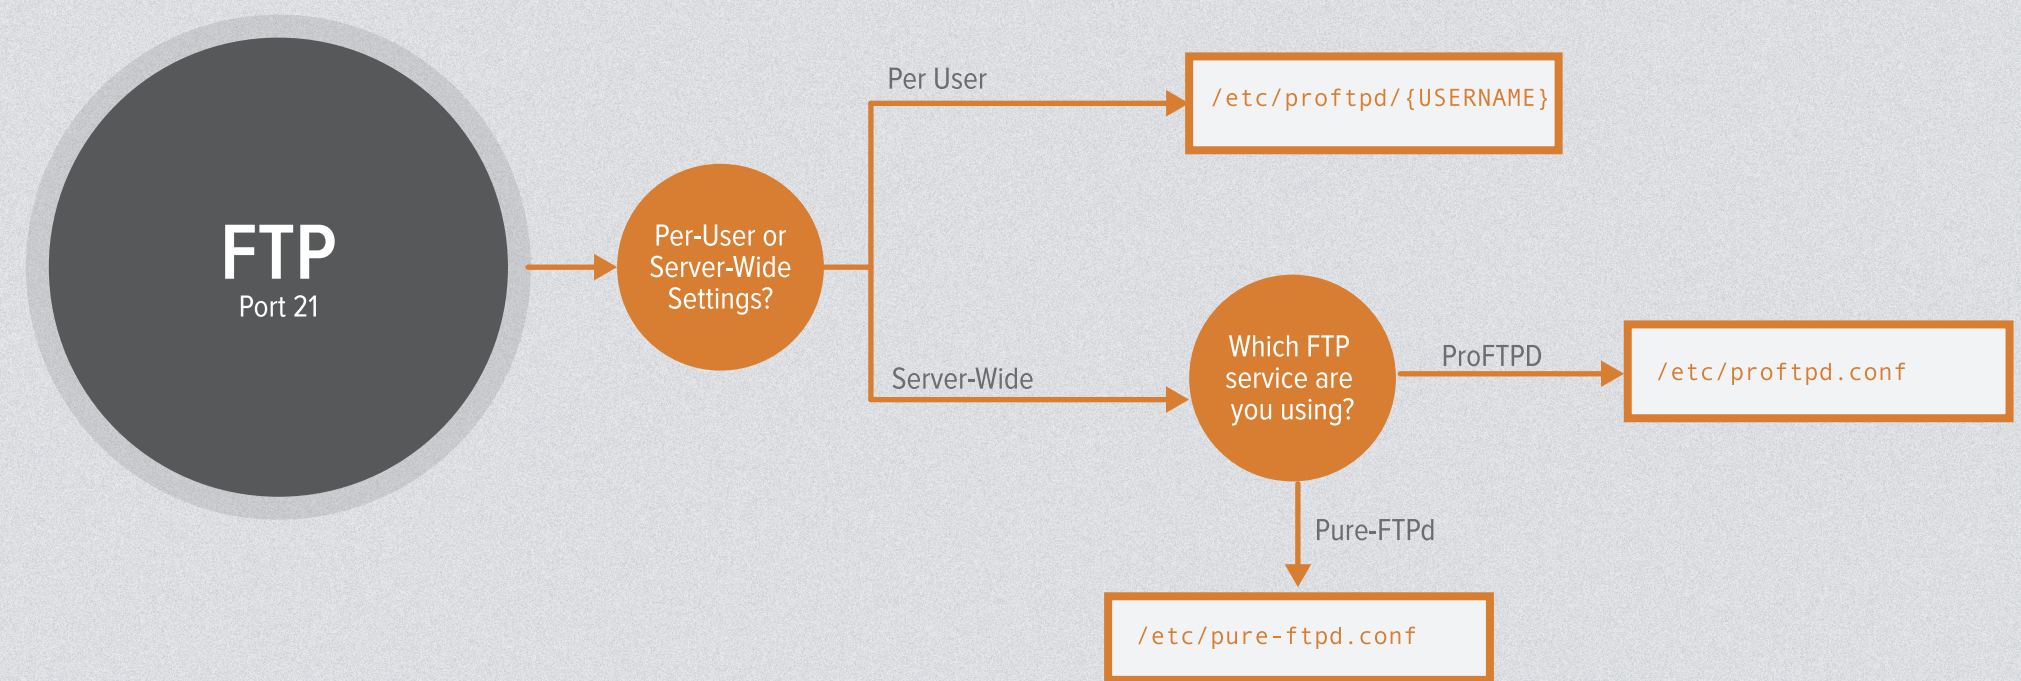 FTP
Port 21
Per-User or
Server-Wide
Settings?
Per User
/etc/proftpd/{USERNAME}
Server-Wide
Which FTP
service are
you using?
ProFTPD
/etc/proftpd.conf
Pure-FTPd
/etc/pure-ftpd.conf